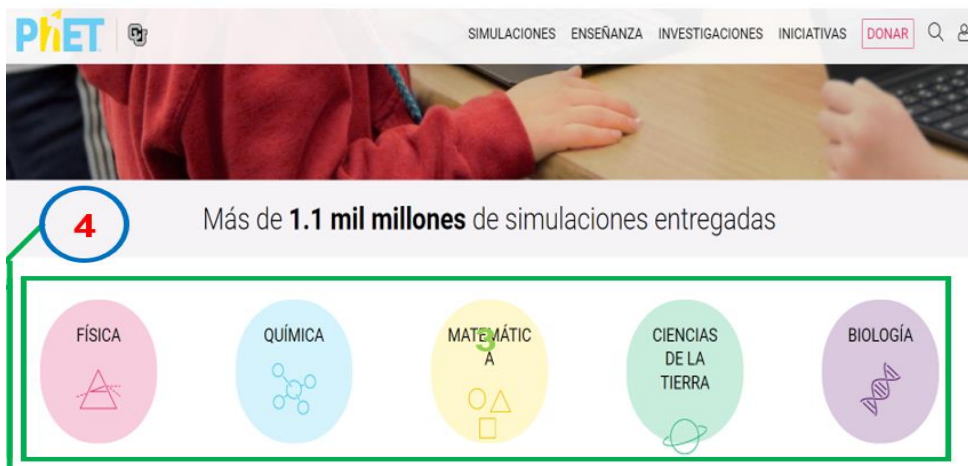 PhET CU SIMULACIONES ENSEÑANZA INVESTIGACIONES INICIATIVAS DONAR
4
Más de 1.1 mil millones de simulaciones entregadas
FÍSICA
QUÍMICA
MATEMÁTIC
A
3
CIENCIAS
DE LA
TIERRA
BIOLOGÍA